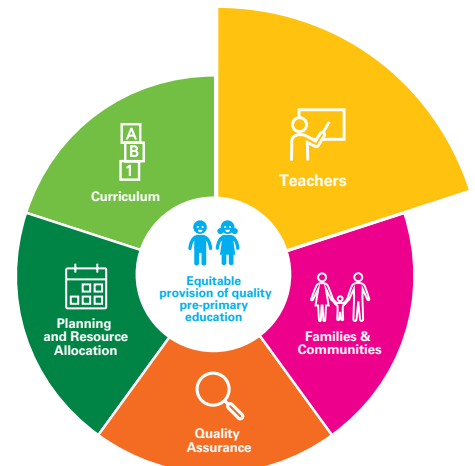 A
B
1
Curriculum
Teachers
Equitable
provision of quality
pre-primary
education
Planning
and Resource
Allocation
Families &
Communities
Quality
Assurance